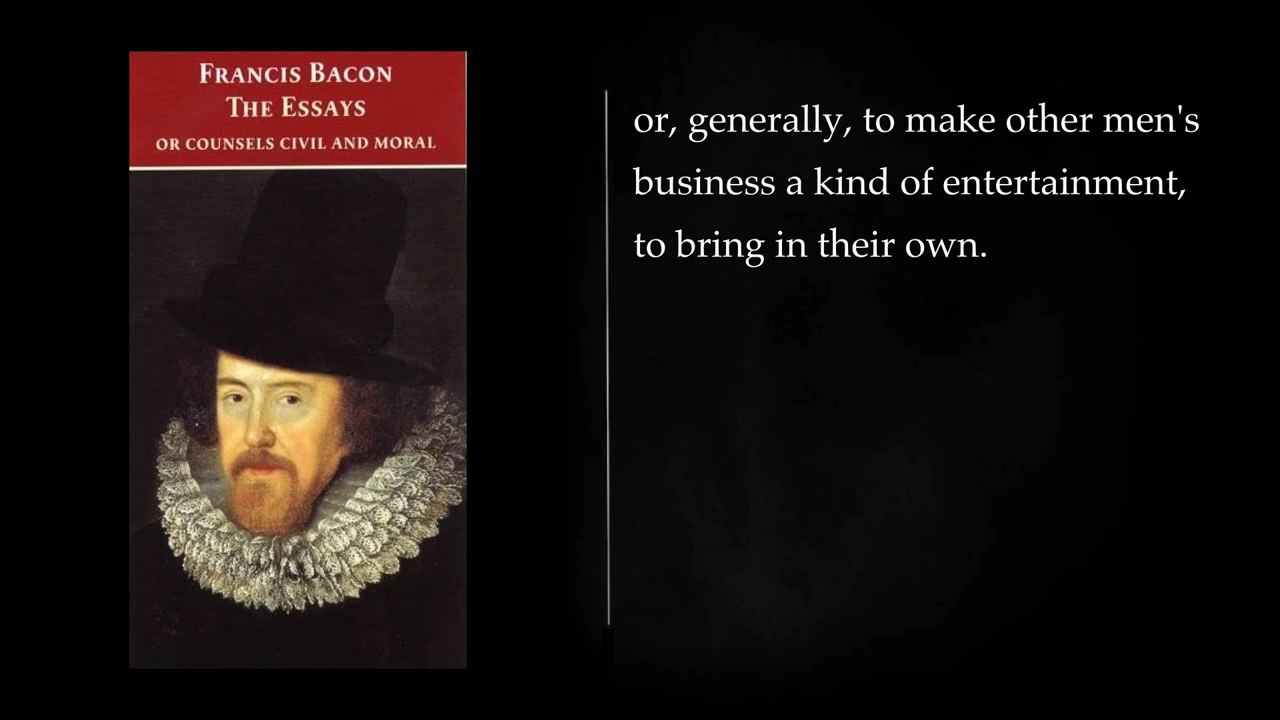 FRANCIS BACON
THE ESSAYS
OR COUNSELS CIVIL AND MORAL
or, generally, to make other men's
business a kind of entertainment,
to bring in their own.